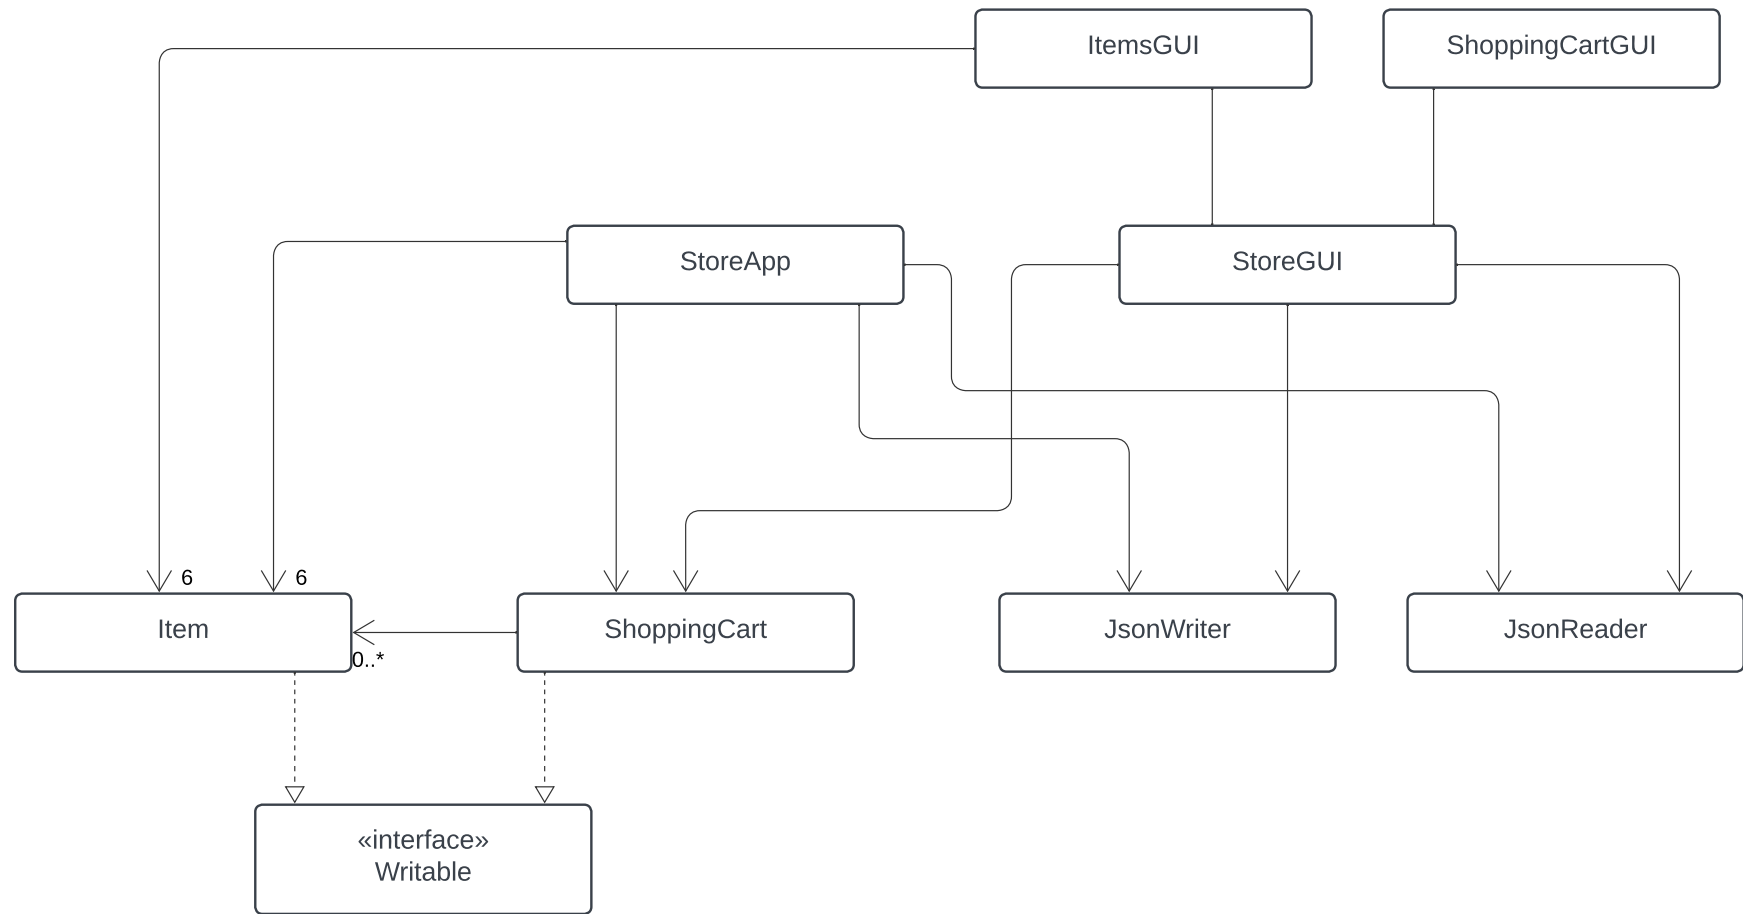 ItemsGUI
ShoppingCartGUI
StoreApp
StoreGUI
6
6
Item
ShoppingCart
JsonWriter
JsonReader
0..*
«interface»
Writable